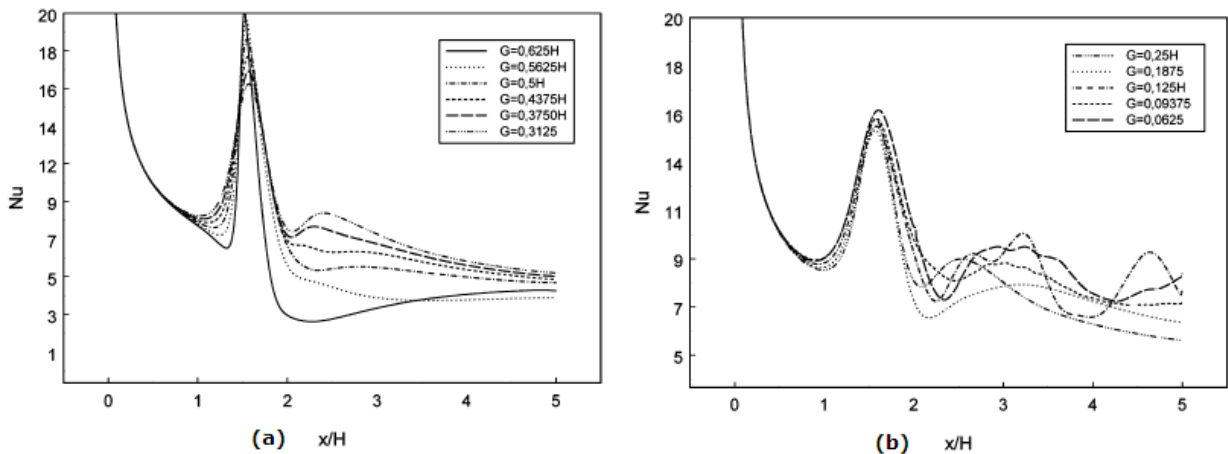 20
18
16
14
12
9
7
5
3
1
Nu
G=0,625H
G=0,5625H
G=0,5H
G=0,4375H
G=0,3750H
G=0,3125
0 1 2 3 4 5
(a) x/H
20
18
16
14
11
9
7
5
Nu
G=0,25H
G=0,1875
G=0,125H
G=0,09375
G=0,0625
0 1 2 3 4 5
(b) x/H